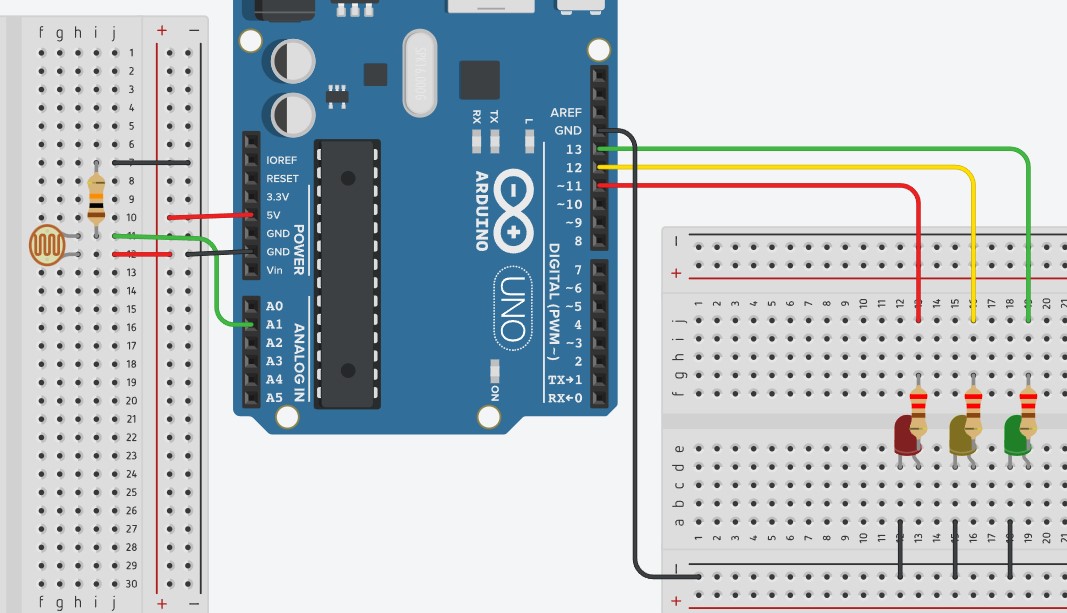 f g h i j + −
1
2
3
4
5
6
7
8
9
10
11
12
13
14
15
16
17
18
19
20
21
22
23
24
25
26
27
28
29
30
f g h i j + −
IOREF
RESET
3.3V
5V
GND
GND
Vin
POWER
A0
A1
A2
A3
A4
A5
ANALOG IN
RX TX L
ARDUINO
UNO
ON
AREF
GND
13
12
~11
~10
~9
8
7
~6
~5
4
~3
2
TX→1
RX←0
DIGITAL (PWM ~)
−
+
1 2 3 4 5 6 7 8 9 10 11 12 13 14 15 16 17 18 19 20 21
j
i
h
g
f
e
d
c
b
a
1 2 3 4 5 6 7 8 9 10 11 12 13 14 15 16 17 18 19 20 21
−
+